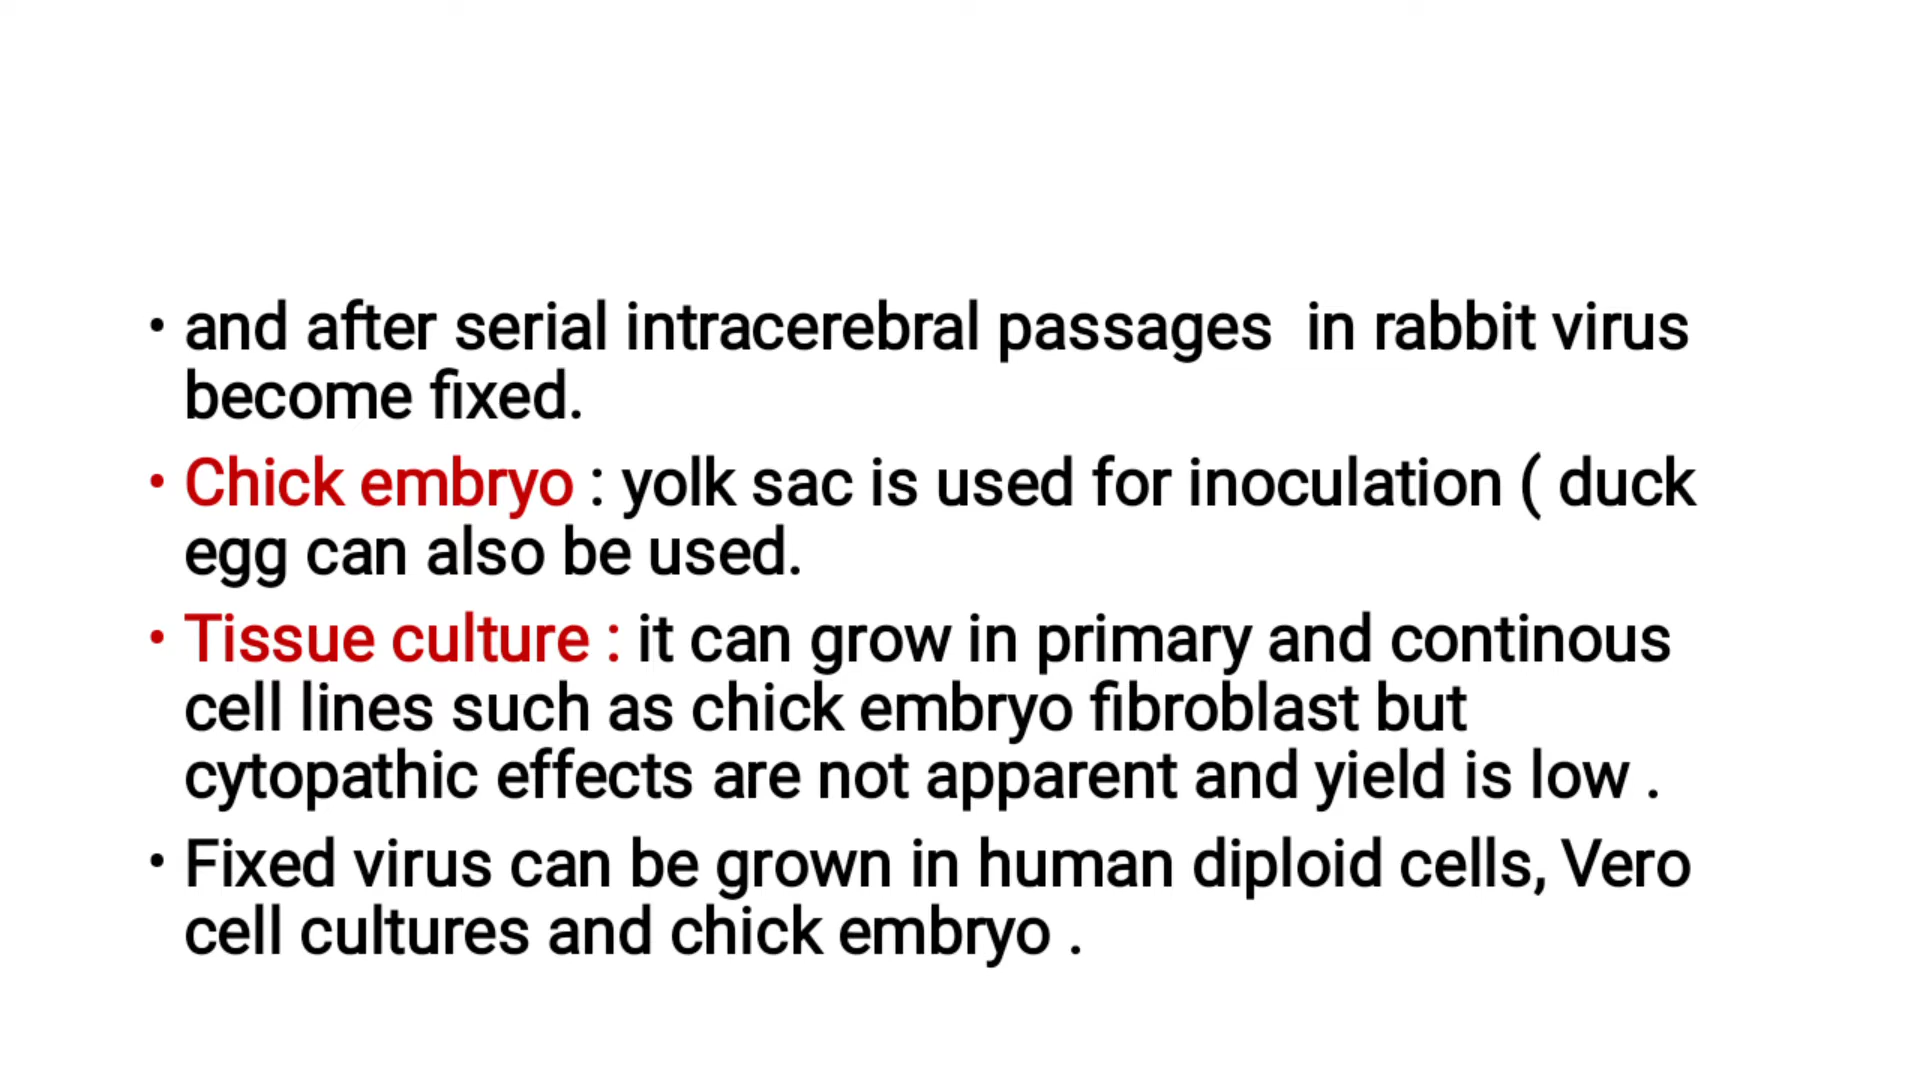 • and after serial intracerebral passages  in rabbit virus
become fixed.
• Chick embryo : yolk sac is used for inoculation ( duck
egg can also be used.
• Tissue culture : it can grow in primary and continous
cell lines such as chick embryo fibroblast but
cytopathic effects are not apparent and yield is low .
• Fixed virus can be grown in human diploid cells, Vero
cell cultures and chick embryo .